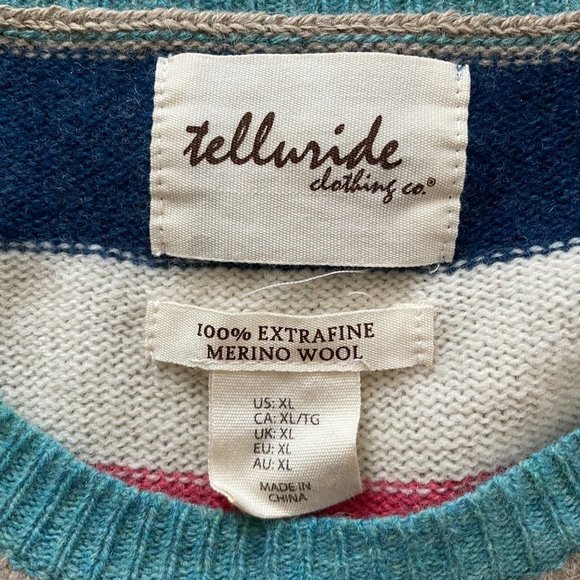 telluride
clothing co.®
100% EXTRAFINE
MERINO WOOL
US: XL
CA: XL/TG
UK: XL
EU: XL
AU: XL
MADE IN
CHINA